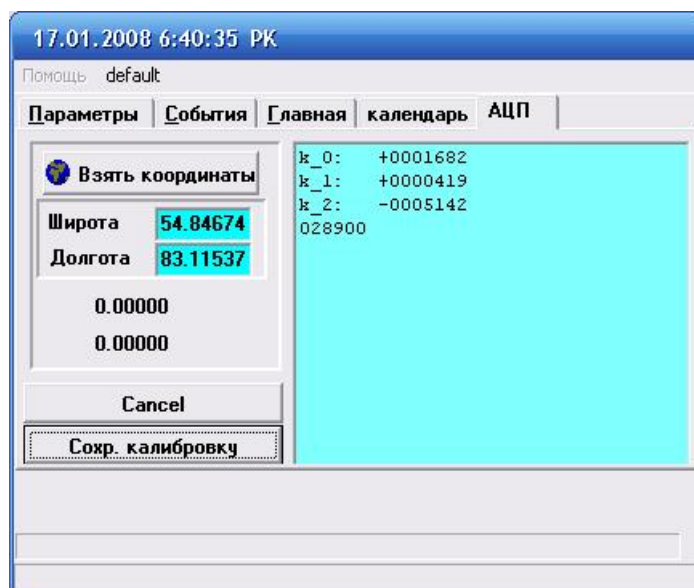 17.01.2008 6:40:35 PK
Помощь default
Параметры События Главная календарь АЦП
Взять координаты
Широта 54.84674
Долгота 83.11537
0.00000
0.00000
Cancel
Сохр. калибровку
k_0: +0001682
k_1: +0000419
k_2: -0005142
028900